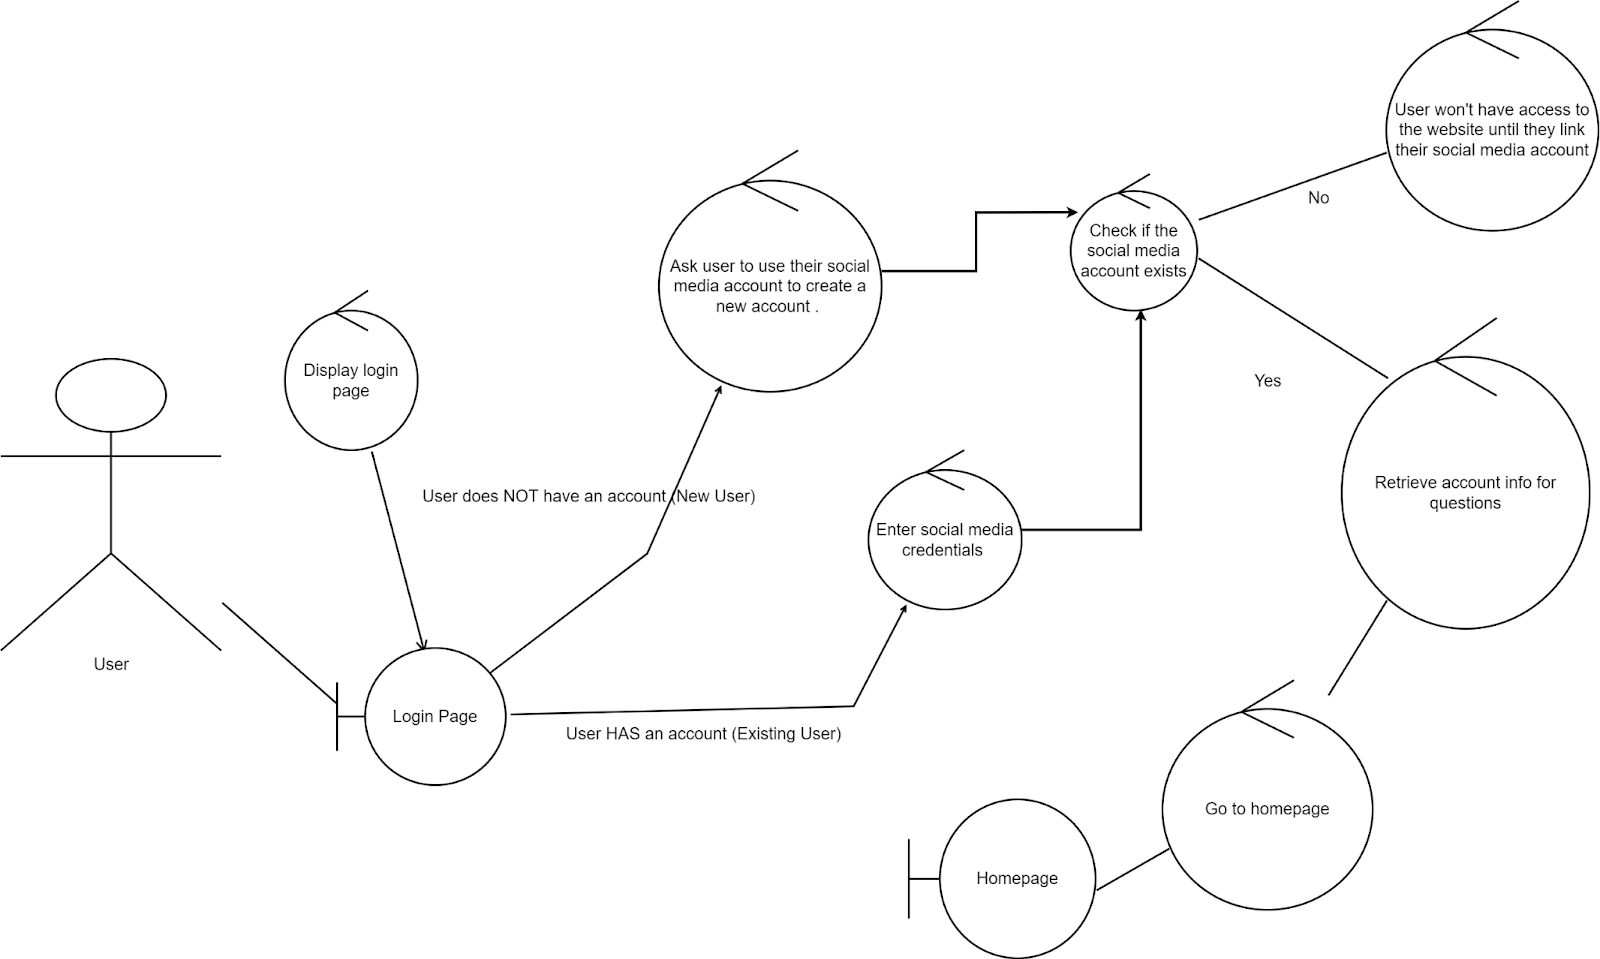 User won't have access to
the website until they link
their social media account
No
Check if the
social media
account exists
Ask user to use their social
media account to create a
new account .
Display login
page
Yes
User does NOT have an account (New User)
Retrieve account info for
questions
Enter social media
credentials
User
Login Page
User HAS an account (Existing User)
Go to homepage
Homepage